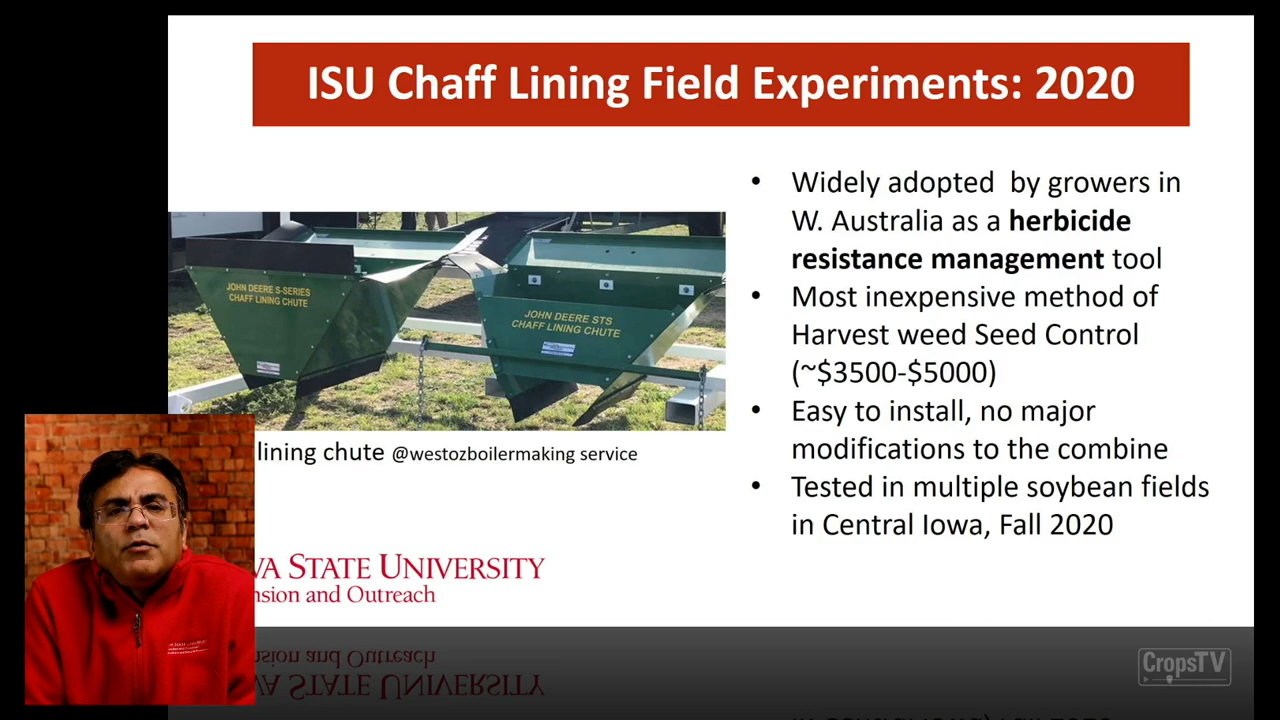 ISU Chaff Lining Field Experiments: 2020
• Widely adopted by growers in
W. Australia as a herbicide
resistance management tool
• Most inexpensive method of
Harvest weed Seed Control
(~$3500-$5000)
• Easy to install, no major
modifications to the combine
• Tested in multiple soybean fields
in Central Iowa, Fall 2020
JOHN DEERE S-SERIES
CHAFF LINING CHUTE
JOHN DEERE STS
CHAFF LINING CHUTE
lining chute @westozboilermaking service
VA STATE UNIVERSITY
nsion and Outreach
CropsTV